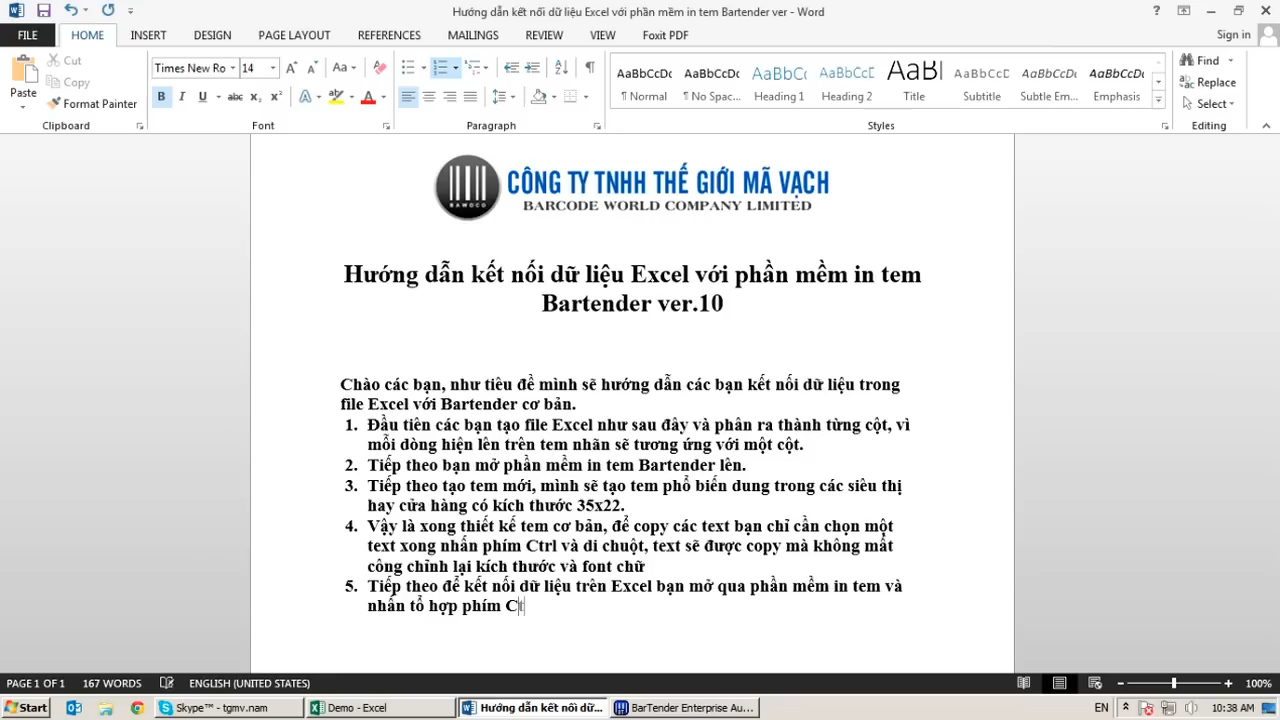 Hướng dẫn kết nối dữ liệu Excel với phần mềm in tem Bartender ver - Word
FILE HOME INSERT DESIGN PAGE LAYOUT REFERENCES MAILINGS REVIEW VIEW Foxit PDF Sign in
Paste
Cut
Copy
Format Painter
Clipboard
Times New Ro 14
Font
Paragraph
AaBbCcDc AaBbCcDc AaBbCc AaBbCcD AaBl AaBbCcD AaBbCcDc AaBbCcDc
¶ Normal ¶ No Spac... Heading 1 Heading 2 Title Subtitle Subtle Em... Emphasis
Styles
Find
Replace
Select
Editing
BAWOCO
CÔNG TY TNHH THẾ GIỚI MÃ VẠCH
BARCODE WORLD COMPANY LIMITED
Hướng dẫn kết nối dữ liệu Excel với phần mềm in tem
Bartender ver.10
Chào các bạn, như tiêu đề mình sẽ hướng dẫn các bạn kết nối dữ liệu trong
file Excel với Bartender cơ bản.
1. Đầu tiên các bạn tạo file Excel như sau đây và phân ra thành từng cột, vì
mỗi dòng hiện lên trên tem nhãn sẽ tương ứng với một cột.
2. Tiếp theo bạn mở phần mềm in tem Bartender lên.
3. Tiếp theo tạo tem mới, mình sẽ tạo tem phổ biến dung trong các siêu thị
hay cửa hàng có kích thước 35x22.
4. Vậy là xong thiết kế tem cơ bản, để copy các text bạn chỉ cần chọn một
text xong nhấn phím Ctrl và di chuột, text sẽ được copy mà không mất
công chỉnh lại kích thước và font chữ
5. Tiếp theo để kết nối dữ liệu trên Excel bạn mở qua phần mềm in tem và
nhấn tổ hợp phím Ct
PAGE 1 OF 1 167 WORDS ENGLISH (UNITED STATES) 100%
Start Skype™ - tgmv.nam Demo - Excel Hướng dẫn kết nối dữ... BarTender Enterprise Au... EN 10:38 AM